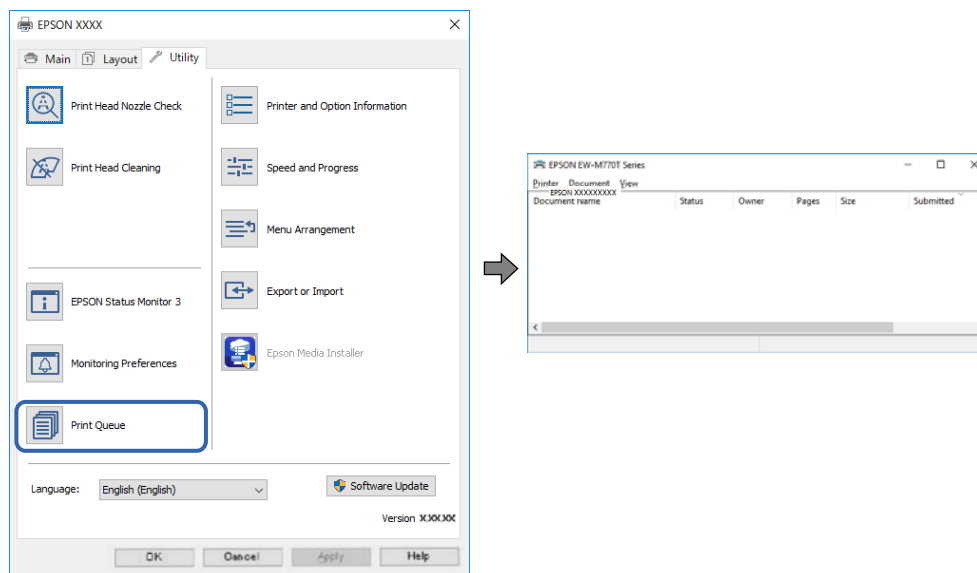 EPSON XXXX
Main
Layout
Utility
Print Head Nozzle Check
Print Head Cleaning
EPSON Status Monitor 3
Monitoring Preferences
Print Queue
Printer and Option Information
Speed and Progress
Menu Arrangement
Export or Import
Epson Media Installer
Language: English (English)
Software Update
Version X.XX.XX
OK Cancel Apply Help
EPSON EW-M770T Series
Printer Document View
EPSON XXXXXXXXX
Document Name Status Owner Pages Size Submitted